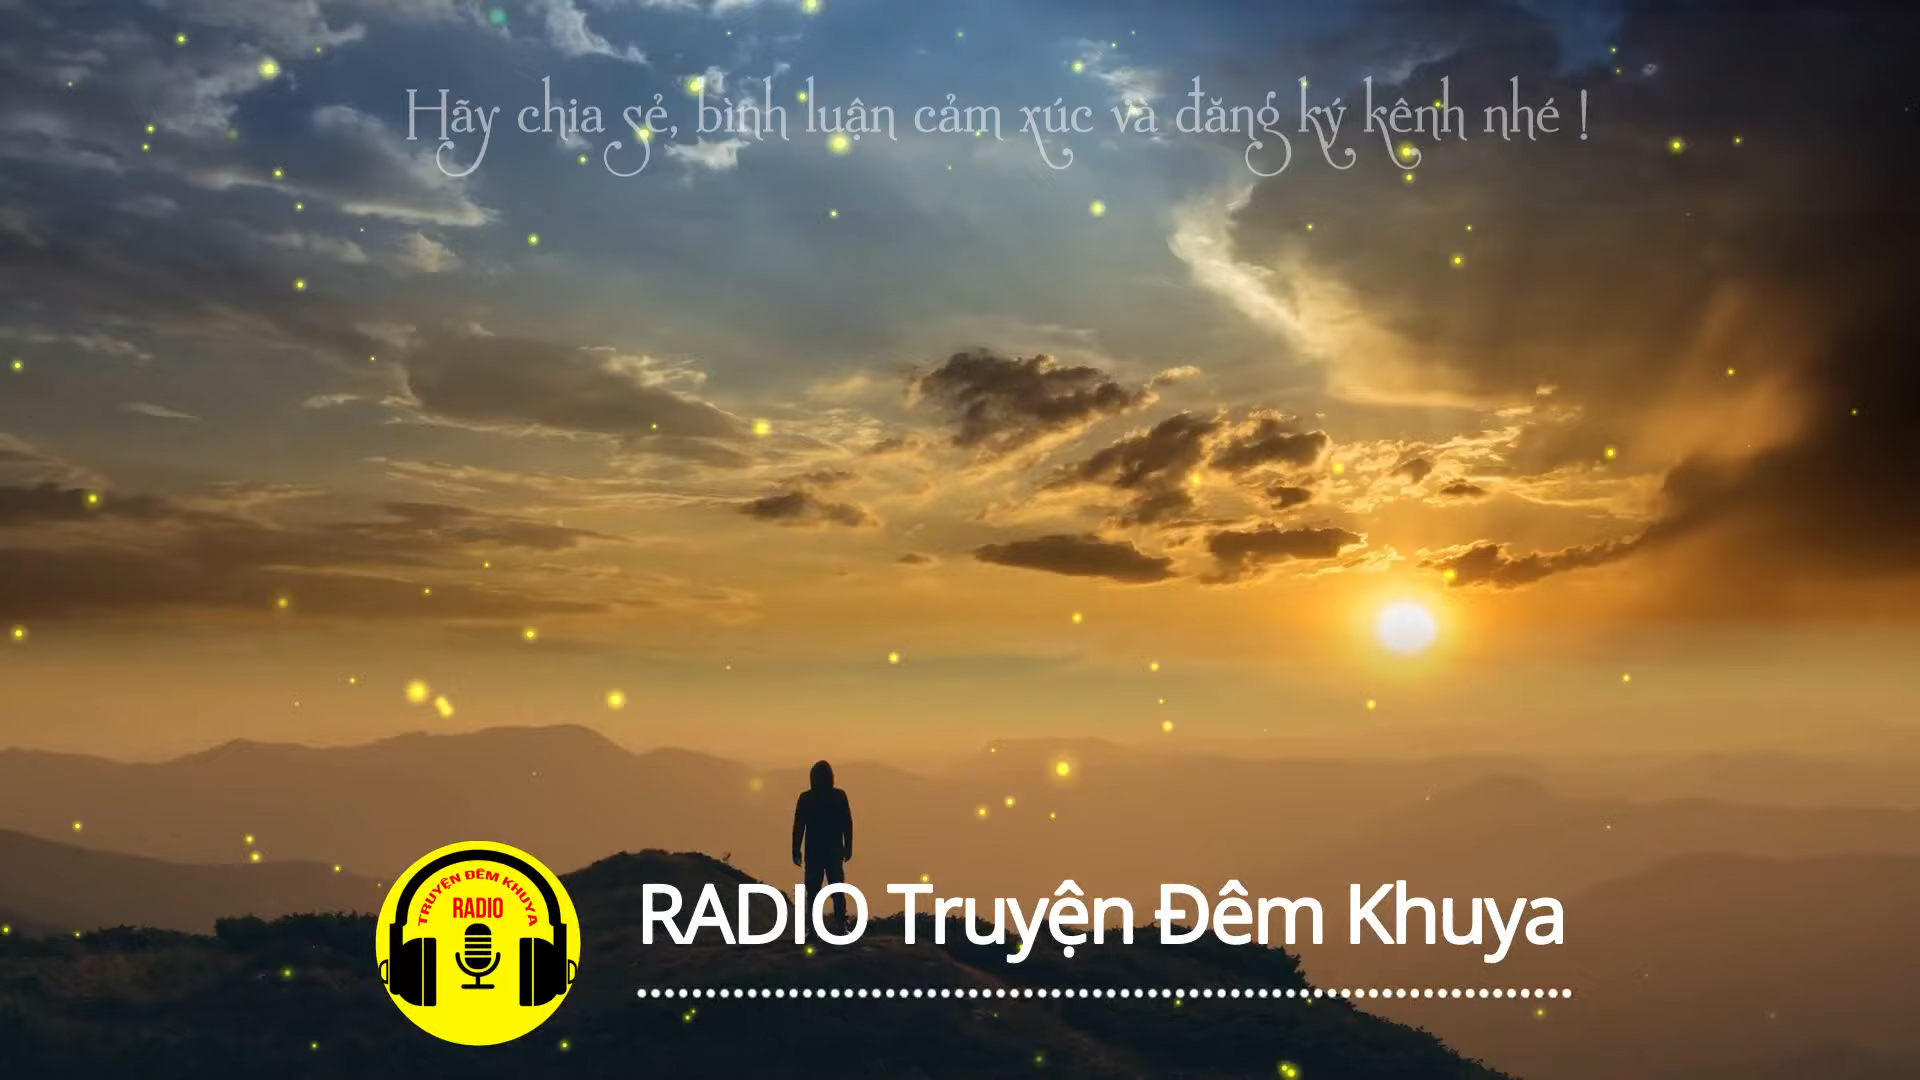 Hãy chia sẻ, bình luận cảm xúc và đăng ký kênh nhé !
TRUYỆN ĐÊM KHUYA
RADIO
RADIO Truyện Đêm Khuya